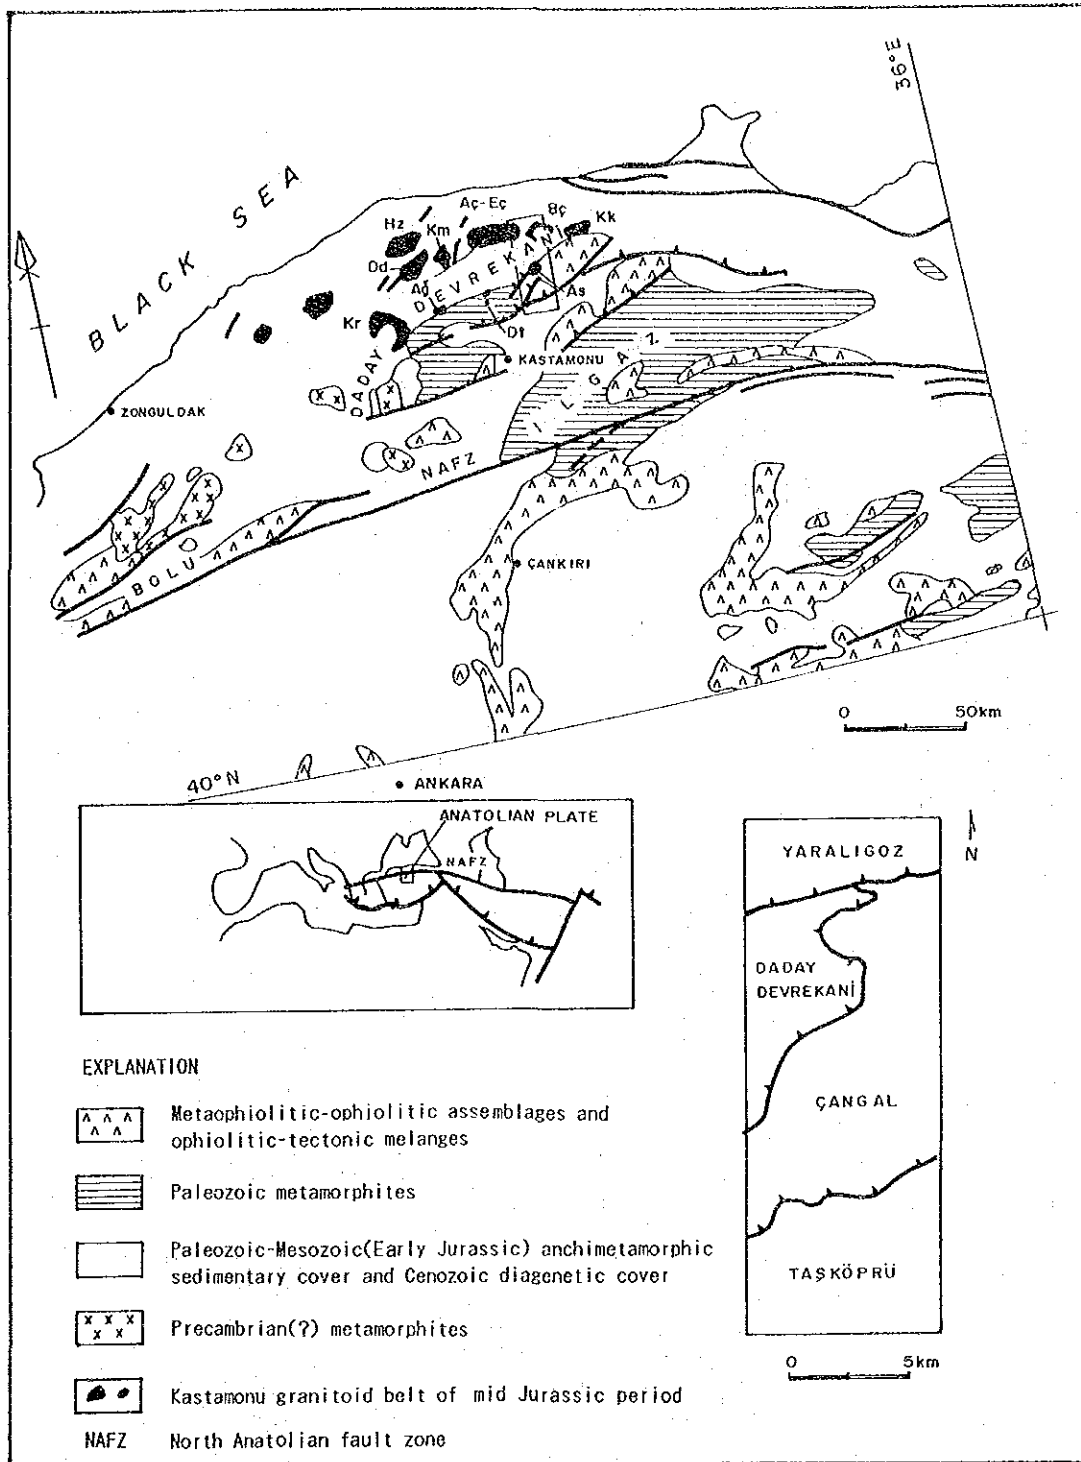 36°E
BLACK SEA
Aç-Eç
Bç
Kk
Hz
Km
Dd
Ag
DEVREKANİ
As
Kr
Df
KASTAMONU
DADAY
ILGAZ
ZONGULDAK
NAFZ
ÇANKIRI
BOLU
0 50km
40°N
ANKARA
ANATOLIAN PLATE
NAFZ
YARALIGOZ
N
DADAY
DEVREKANİ
ÇANGAL
TAŞKÖPRÜ
0 5km
EXPLANATION
Metaophiolitic-ophiolitic assemblages and
ophiolitic-tectonic melanges
Paleozoic metamorphites
Paleozoic-Mesozoic(Early Jurassic) anchimetamorphic
sedimentary cover and Cenozoic diagenetic cover
Precambrian(?) metamorphites
Kastamonu granitoid belt of mid Jurassic period
NAFZ North Anatolian fault zone